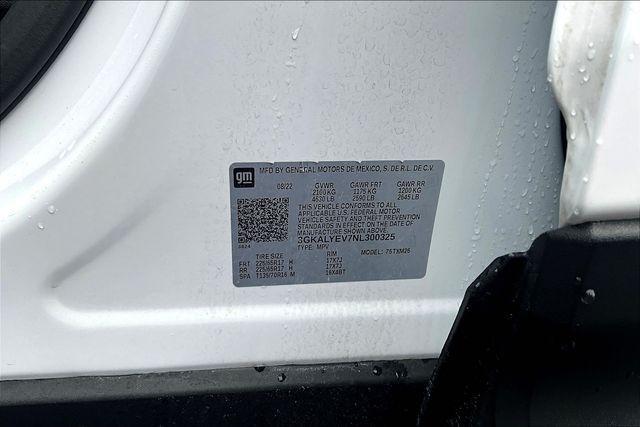 gm
MFD BY GENERAL MOTORS DE MEXICO, S. DE R.L. DE C.V.
08/22 GVWR GAWR FRT GAWR RR
2100 KG 1175 KG 1200 KG
4630 LB 2590 LB 2645 LB
THIS VEHICLE CONFORMS TO ALL
APPLICABLE U.S. FEDERAL MOTOR
VEHICLE SAFETY AND THEFT PREVENTION
STANDARDS IN EFFECT ON THE DATE OF
MANUFACTURE SHOWN ABOVE.
3GKALYEV7NL300325
TYPE: MPV MODEL: 75TXM26
TIRE SIZE RIM
FRT 225/65R17 H 17X7J
RR 225/65R17 H 17X7J
SPA T135/70R16 M 16X4BT